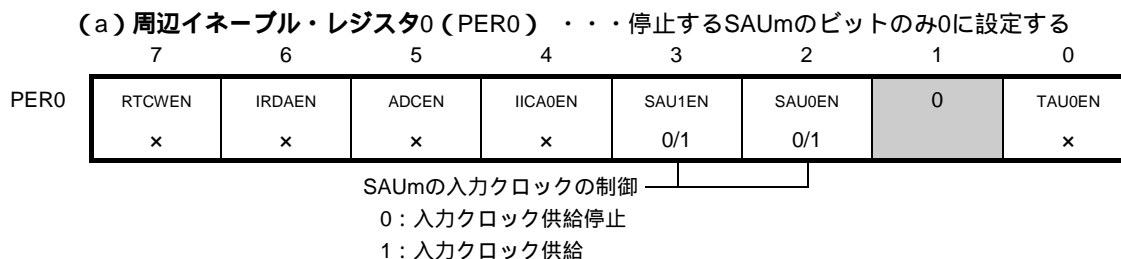 (a)周辺イネーブル・レジスタ0(PER0) ・・・停止するSAUmのビットのみ0に設定する
7 6 5 4 3 2 1 0
PER0 RTCWEN IRDAEN ADCEN IICA0EN SAU1EN SAU0EN 0 TAU0EN
× × × × 0/1 0/1 ×
SAUmの入力クロックの制御
0:入力クロック供給停止
1:入力クロック供給